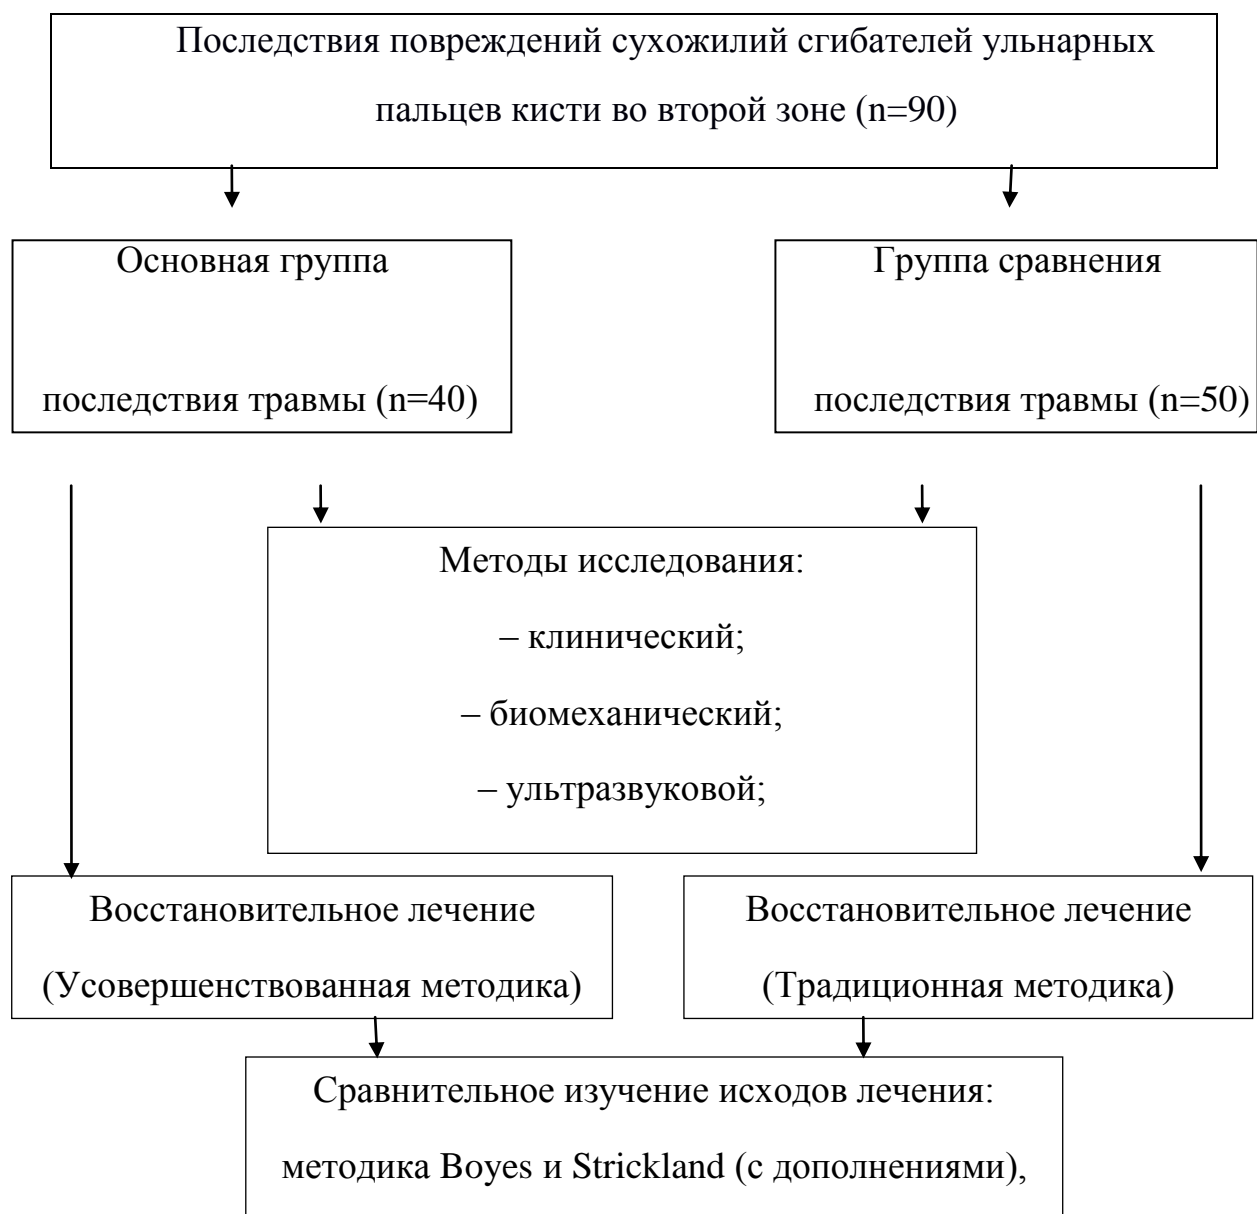 Последствия повреждений сухожилий сгибателей ульнарных
пальцев кисти во второй зоне (n=90)
Основная группа
последствия травмы (n=40)
Группа сравнения
последствия травмы (n=50)
Методы исследования:
– клинический;
– биомеханический;
– ультразвуковой;
Восстановительное лечение
(Усовершенствованная методика)
Восстановительное лечение
(Традиционная методика)
Сравнительное изучение исходов лечения:
методика Boyes и Strickland (с дополнениями),